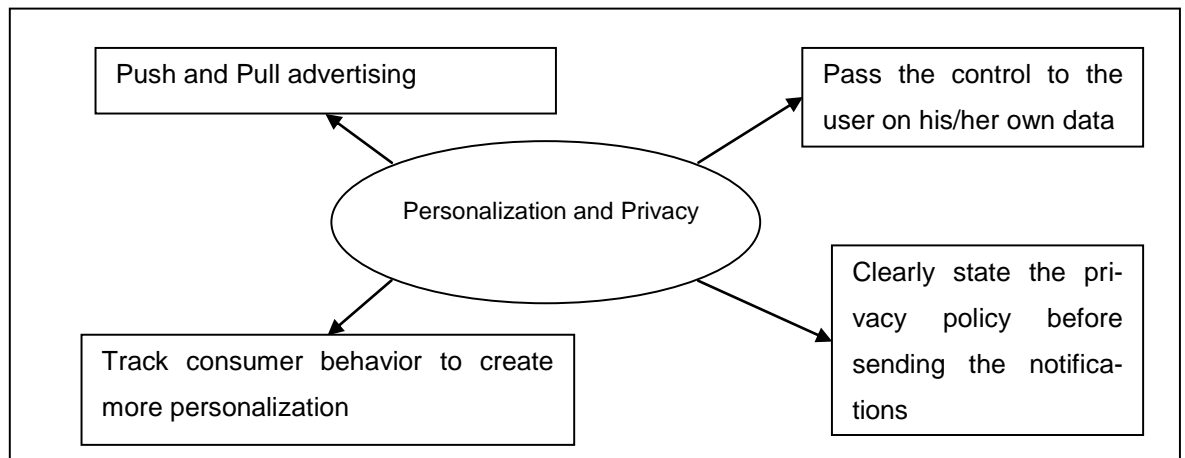 Push and Pull advertising
Pass the control to the
user on his/her own data
Personalization and Privacy
Clearly state the pri-
vacy policy before
sending the notifica-
tions
Track consumer behavior to create
more personalization